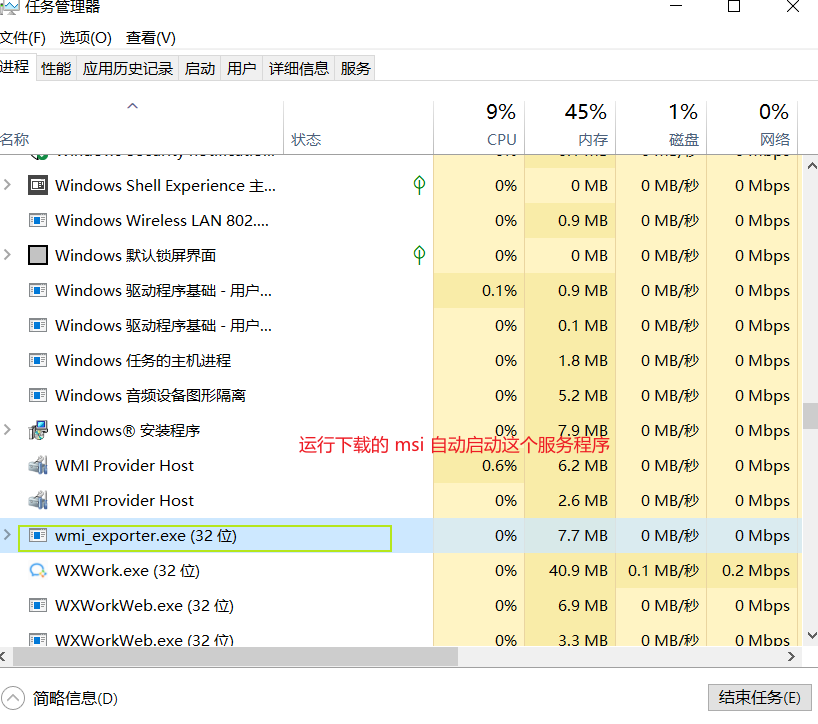 任务管理器
文件(F) 选项(O) 查看(V)
进程 性能 应用历史记录 启动 用户 详细信息 服务
9% 45% 1% 0%
名称 状态 CPU 内存 磁盘 网络
Windows Shell Experience 主... 0% 0 MB 0 MB/秒 0 Mbps
Windows Wireless LAN 802.... 0% 0.9 MB 0 MB/秒 0 Mbps
Windows 默认锁屏界面 0% 0 MB 0 MB/秒 0 Mbps
Windows 驱动程序基础 - 用户... 0.1% 0.9 MB 0 MB/秒 0 Mbps
Windows 驱动程序基础 - 用户... 0% 0.1 MB 0 MB/秒 0 Mbps
Windows 任务的主机进程 0% 1.8 MB 0 MB/秒 0 Mbps
Windows 音频设备图形隔离 0% 5.2 MB 0 MB/秒 0 Mbps
Windows® 安装程序 0% 7.9 MB 0 MB/秒 0 Mbps
运行下载的 msi 自动启动这个服务程序
WMI Provider Host 0.6% 6.2 MB 0 MB/秒 0 Mbps
WMI Provider Host 0% 2.6 MB 0 MB/秒 0 Mbps
wmi_exporter.exe (32 位) 0% 7.7 MB 0 MB/秒 0 Mbps
WXWork.exe (32 位) 0% 40.9 MB 0.1 MB/秒 0.2 Mbps
WXWorkWeb.exe (32 位) 0% 6.9 MB 0 MB/秒 0 Mbps
WXWorkWeb.exe (32 位) 0% 3.3 MB 0 MB/秒 0 Mbps
简略信息(D) 结束任务(E)